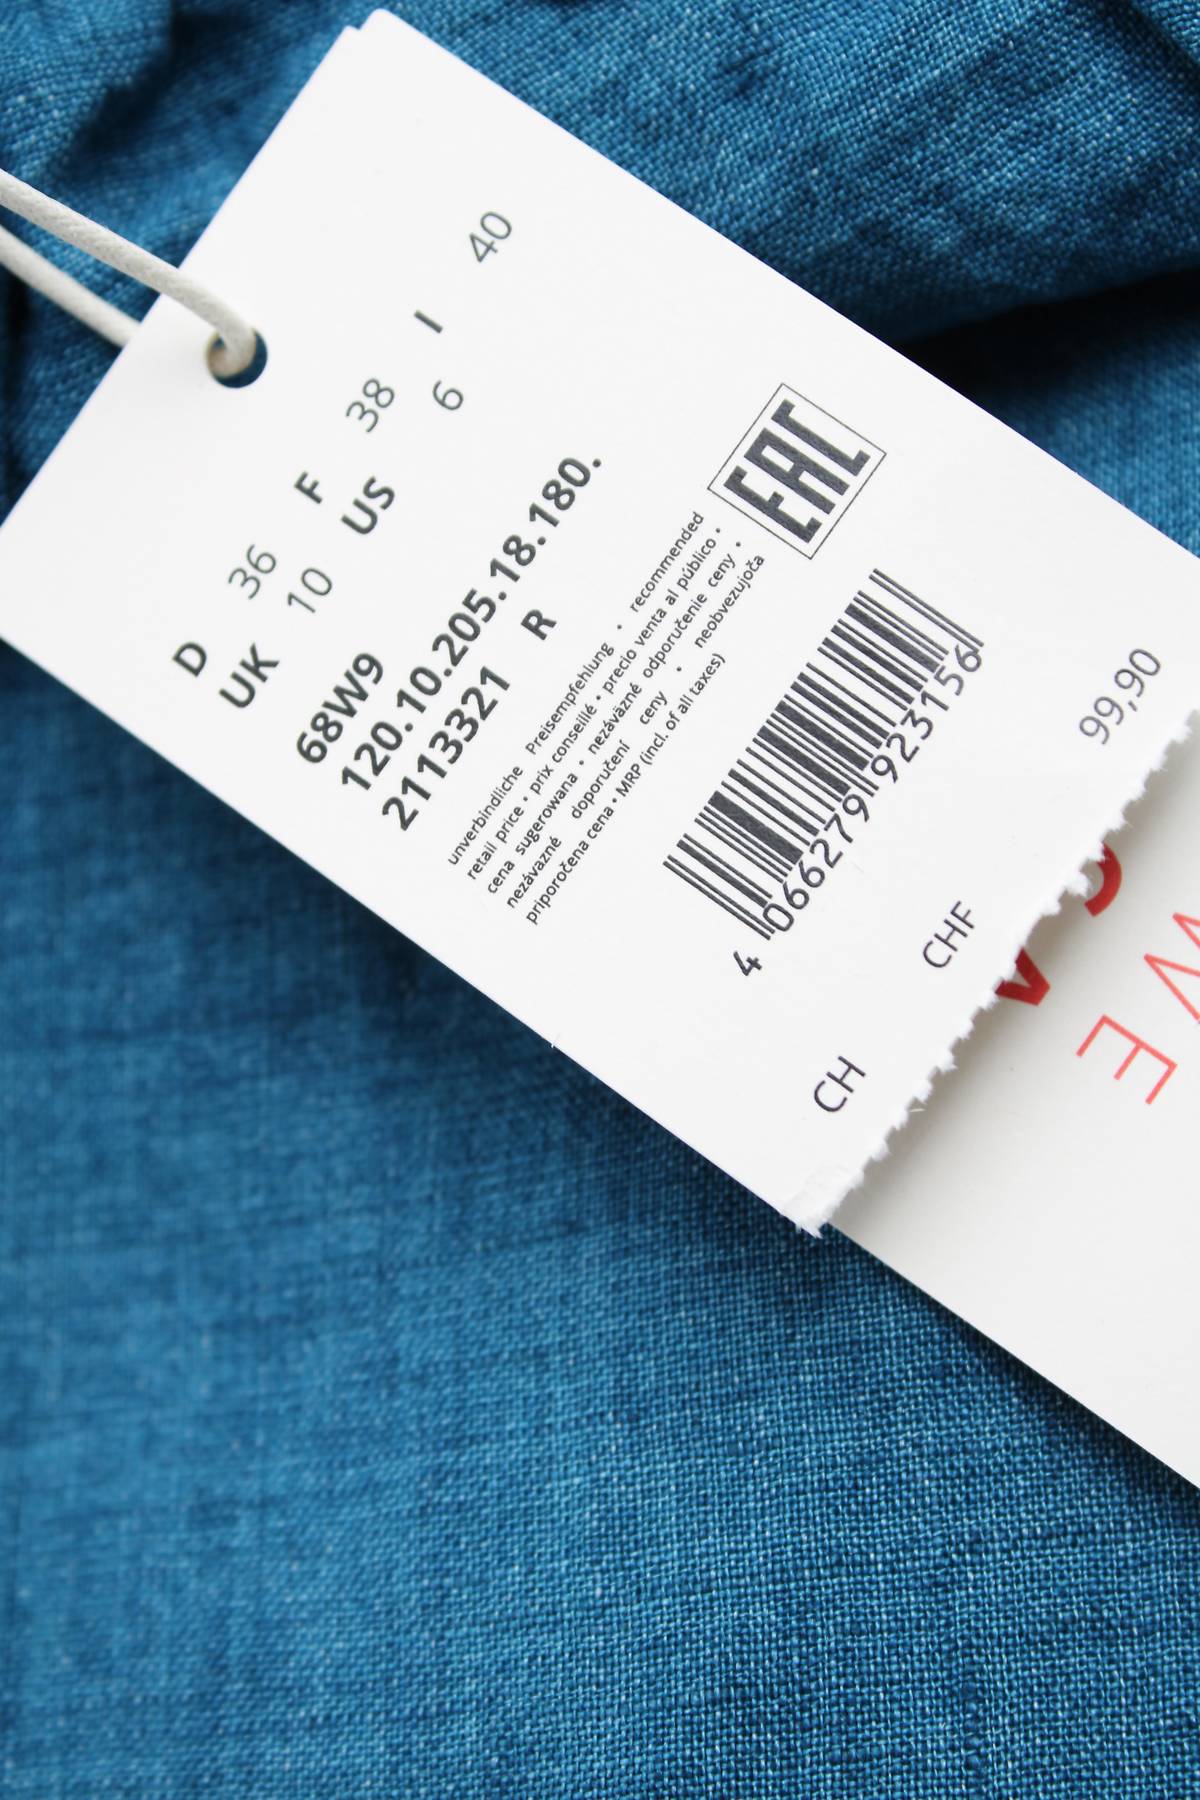 D 36 F 38 I 40
UK 10 US 6
68W9
120.10.205.18.180.
2113321 R
unverbindliche Preisempfehlung • recommended
retail price • prix conseillé • precio venta al público •
cena sugerowana • nezáväzné odporučenie ceny •
nezávazné doporučení ceny • neobvezujoča
priporočena cena • MRP (incl. of all taxes)
EAC
4 066279 923156
CH CHF 99,90
WE